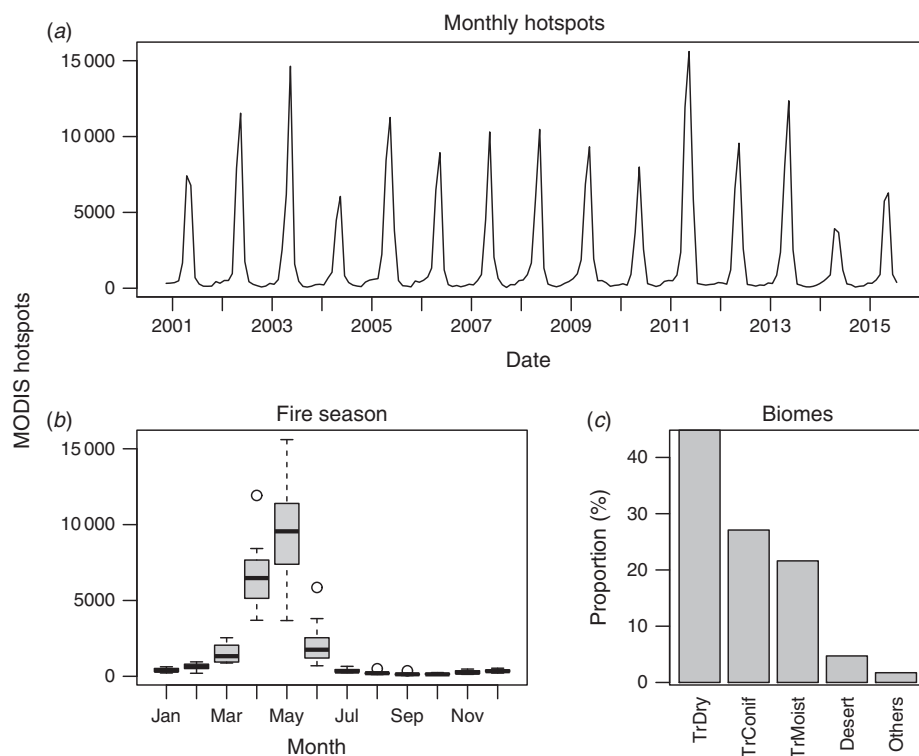 (a)
Monthly hotspots
15 000
10 000
5000
0
2001 2003 2005 2007 2009 2011 2013 2015
Date
MODIS hotspots
(b)
Fire season
15 000
10 000
5000
0
Jan Mar May Jul Sep Nov
Month
(c)
Biomes
Proportion (%)
40
30
20
10
0
TrDry
TrConif
TrMoist
Desert
Others